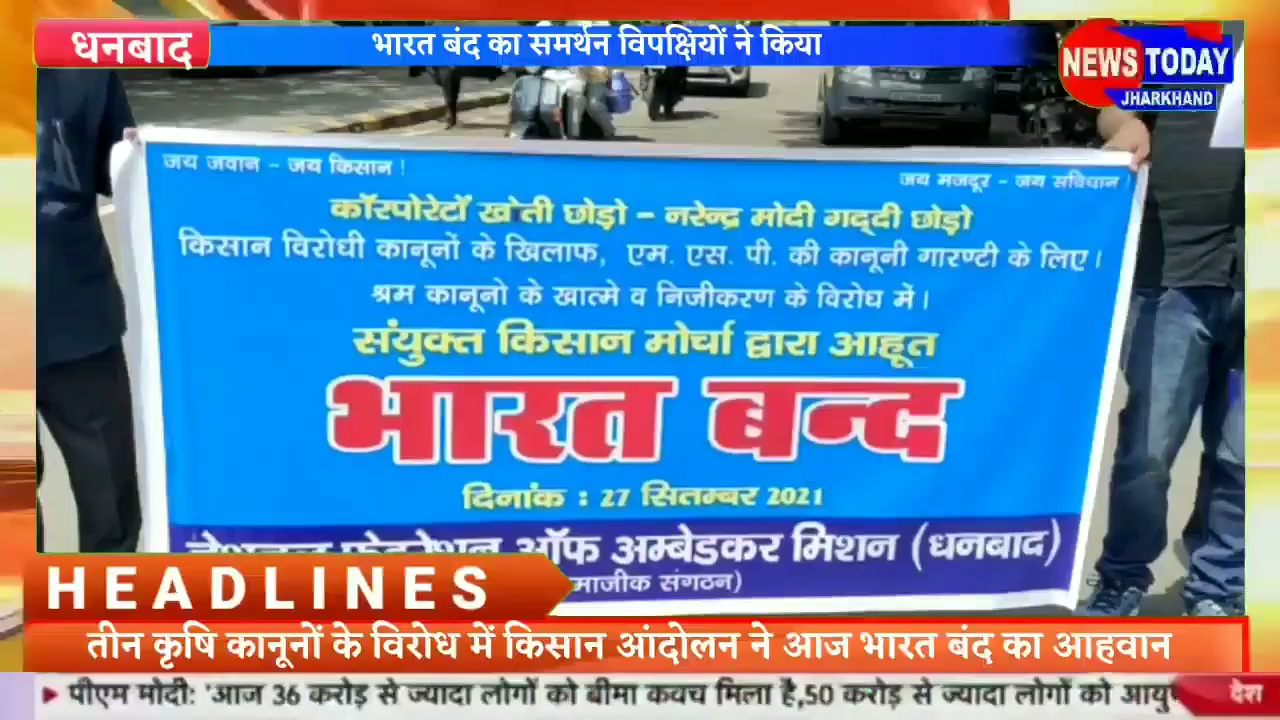 धनबाद
भारत बंद का समर्थन विपक्षियों ने किया
NEWS TODAY
JHARKHAND
जय जवान - जय किसान !
जय मजदूर - जय संविधान !
कॉरपोरेटों खेती छोड़ो - नरेन्द्र मोदी गद्दी छोड़ो
किसान विरोधी कानूनों के खिलाफ, एम. एस. पी. की कानूनी गारण्टी के लिए।
श्रम कानूनो के खात्मे व निजीकरण के विरोध में।
संयुक्त किसान मोर्चा द्वारा आहूत
भारत बन्द
दिनांक : 27 सितम्बर 2021
ऑफ अम्बेडकर मिशन (धनबाद)
माजीक संगठन)
HEADLINES
तीन कृषि कानूनों के विरोध में किसान आंदोलन ने आज भारत बंद का आहवान
पीएम मोदी: 'आज 36 करोड़ से ज्यादा लोगों को बीमा कवच मिला है,50 करोड़ से ज्यादा लोगों को आयु
देश